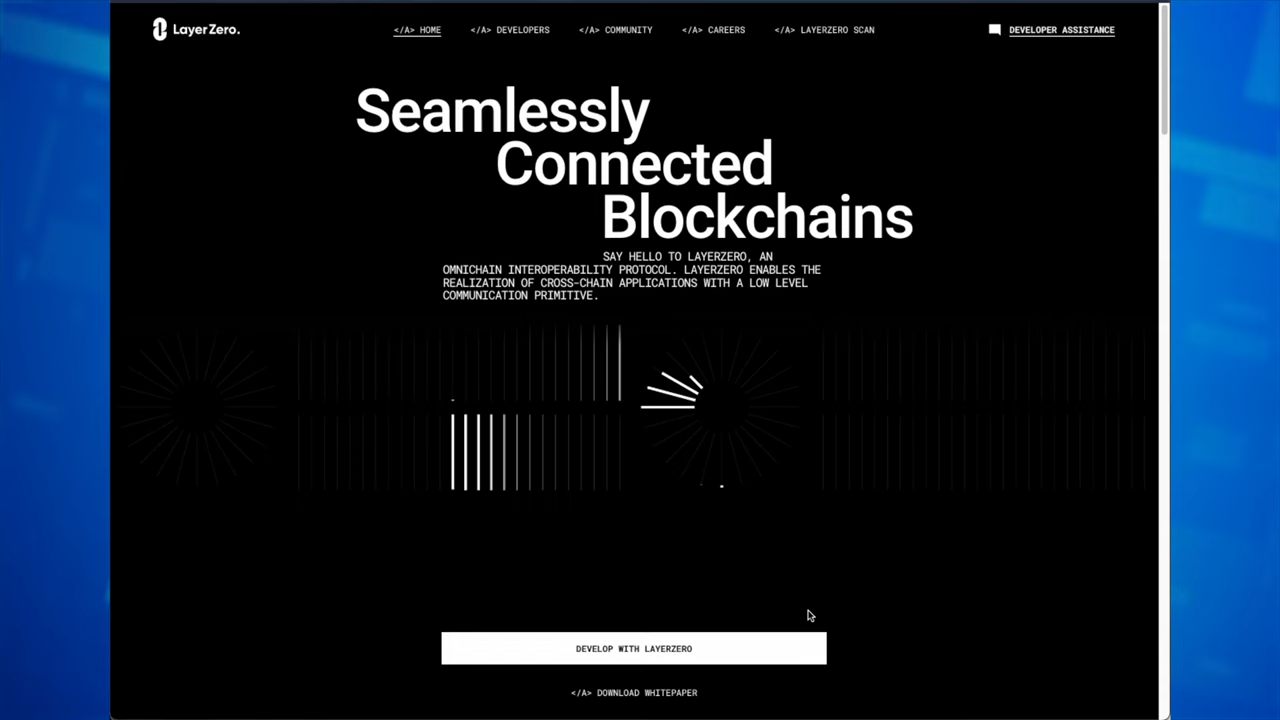 LayerZero.
</A> HOME
</A> DEVELOPERS
</A> COMMUNITY
</A> CAREERS
</A> LAYERZERO SCAN
DEVELOPER ASSISTANCE
Seamlessly
Connected
Blockchains
SAY HELLO TO LAYERZERO, AN
OMNICHAIN INTEROPERABILITY PROTOCOL. LAYERZERO ENABLES THE
REALIZATION OF CROSS-CHAIN APPLICATIONS WITH A LOW LEVEL
COMMUNICATION PRIMITIVE.
DEVELOP WITH LAYERZERO
</A> DOWNLOAD WHITEPAPER